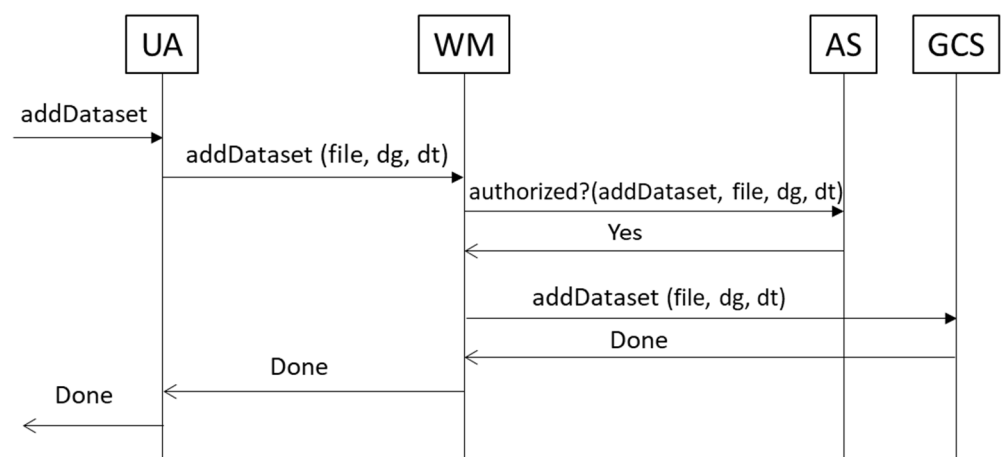 UA WM AS GCS
addDataset
addDataset (file, dg, dt)
authorized?(addDataset, file, dg, dt)
Yes
addDataset (file, dg, dt)
Done
Done
Done